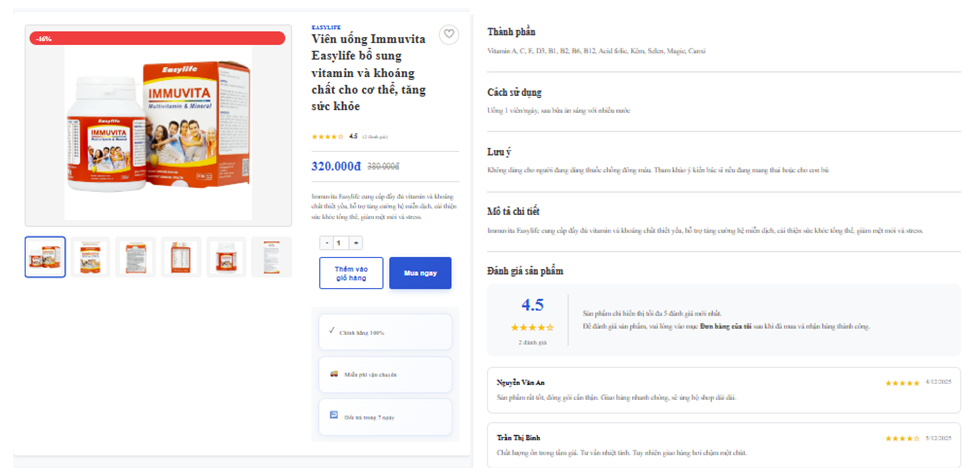 -16%
EASYLIFE
Viên uống Immuvita
Easylife bổ sung
vitamin và khoáng
chất cho cơ thể, tăng
sức khỏe
4.5 (2 đánh giá)
320.000đ 380.000đ
Immuvita Easylife cung cấp đầy đủ vitamin và khoáng
chất thiết yếu, hỗ trợ tăng cường hệ miễn dịch, cải thiện
sức khỏe tổng thể, giảm mệt mỏi và stress.
- 1 +
Thêm vào
giỏ hàng
Mua ngay
Chính hãng 100%
Miễn phí vận chuyển
Đổi trả trong 7 ngày
Easylife
IMMUVITA
Multivitamin & Mineral
Easylife
IMMUVITA
Thành phần
Vitamin A, C, E, D3, B1, B2, B6, B12, Acid folic, Kẽm, Selen, Magie, Canxi
Cách sử dụng
Uống 1 viên/ngày, sau bữa ăn sáng với nhiều nước
Lưu ý
Không dùng cho người đang dùng thuốc chống đông máu. Tham khảo ý kiến bác sĩ nếu đang mang thai hoặc cho con bú
Mô tả chi tiết
Immuvita Easylife cung cấp đầy đủ vitamin và khoáng chất thiết yếu, hỗ trợ tăng cường hệ miễn dịch, cải thiện sức khỏe tổng thể, giảm mệt mỏi và stress.
Đánh giá sản phẩm
4.5
2 đánh giá
Sản phẩm chỉ hiển thị tối đa 5 đánh giá mới nhất.
Để đánh giá sản phẩm, vui lòng vào mục Đơn hàng của tôi sau khi đã mua và nhận hàng thành công.
Nguyễn Văn An 4/12/2025
Sản phẩm rất tốt, đóng gói cẩn thận. Giao hàng nhanh chóng, sẽ ủng hộ shop dài dài.
Trần Thị Bình 5/12/2025
Chất lượng ổn trong tầm giá. Tư vấn nhiệt tình. Tuy nhiên giao hàng hơi chậm một chút.